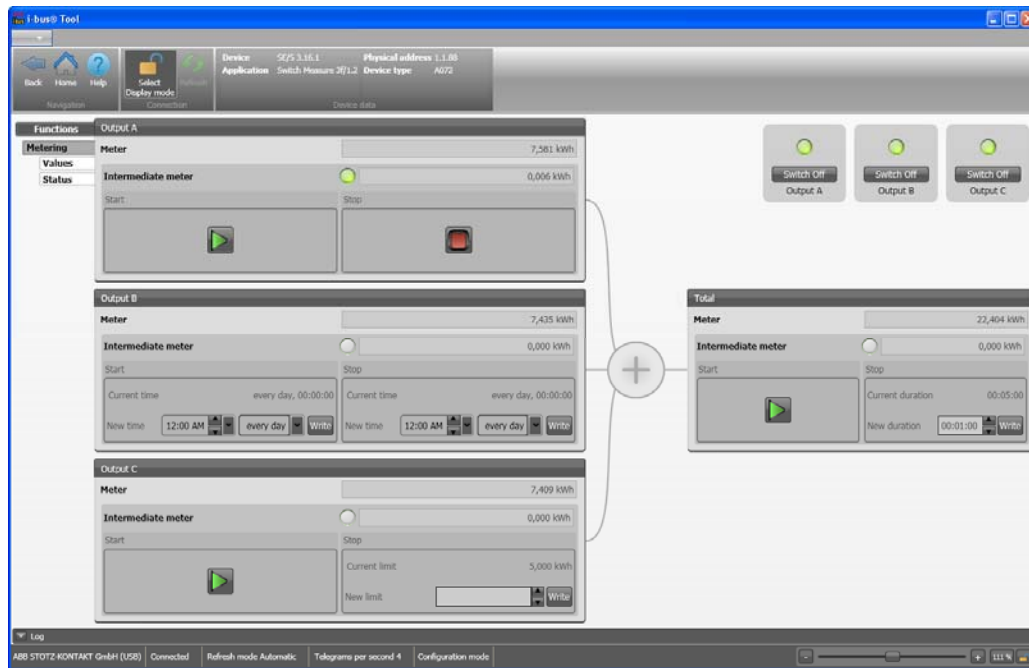 i-bus® Tool
Back
Home
Help
Select
Display mode
Refresh
Navigation
Connection
Device SE/S 3.16.1 Physical address 1.1.88
Application Switch Measure 3f/1.2 Device type A072
Device data
Functions
Metering
Values
Status
Output A
Meter 7,561 kWh
Intermediate meter 0,006 kWh
Start Stop
Output B
Meter 7,435 kWh
Intermediate meter 0,000 kWh
Start Stop
Current time every day, 00:00:00 Current time every day, 00:00:00
New time 12:00 AM every day Write New time 12:00 AM every day Write
Output C
Meter 7,409 kWh
Intermediate meter 0,000 kWh
Start Stop
Current limit 5,000 kWh
New limit Write
Switch Off Switch Off Switch Off
Output A Output B Output C
Total
Meter 22,404 kWh
Intermediate meter 0,000 kWh
Start Stop
Current duration 00:05:00
New duration 00:01:00 Write
Log
ABB STOTZ-KONTAKT GmbH (USB) Connected Refresh mode Automatic Telegrams per second 4 Configuration mode 111 %